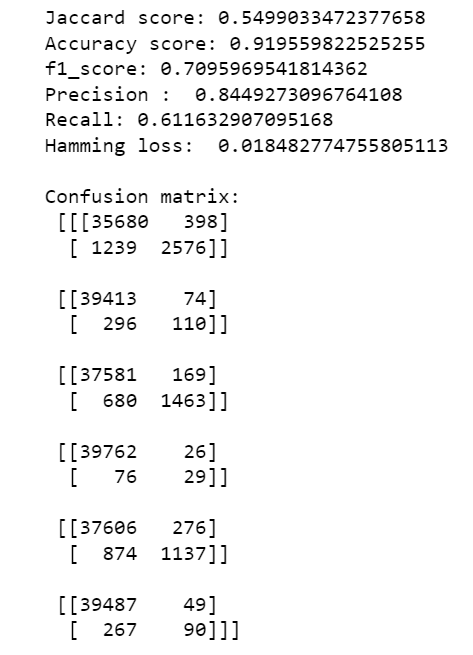 Jaccard score: 0.5499033472377658
Accuracy score: 0.919559822525255
f1_score: 0.7095969541814362
Precision :  0.8449273096764108
Recall: 0.611632907095168
Hamming loss:  0.018482774755805113
Confusion matrix:
[[[35680   398]
[ 1239  2576]]
[[39413    74]
[  296   110]]
[[37581   169]
[  680  1463]]
[[39762    26]
[   76    29]]
[[37606   276]
[  874  1137]]
[[39487    49]
[  267    90]]]